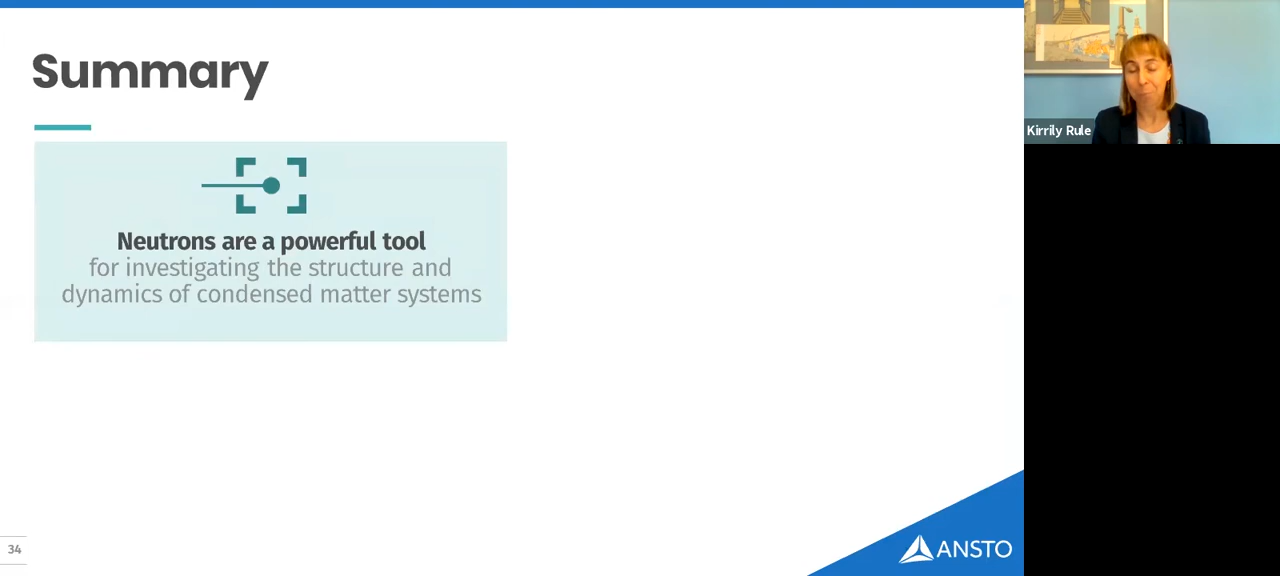 Summary
Neutrons are a powerful tool
for investigating the structure and
dynamics of condensed matter systems
34
ANSTO
Kirrily Rule